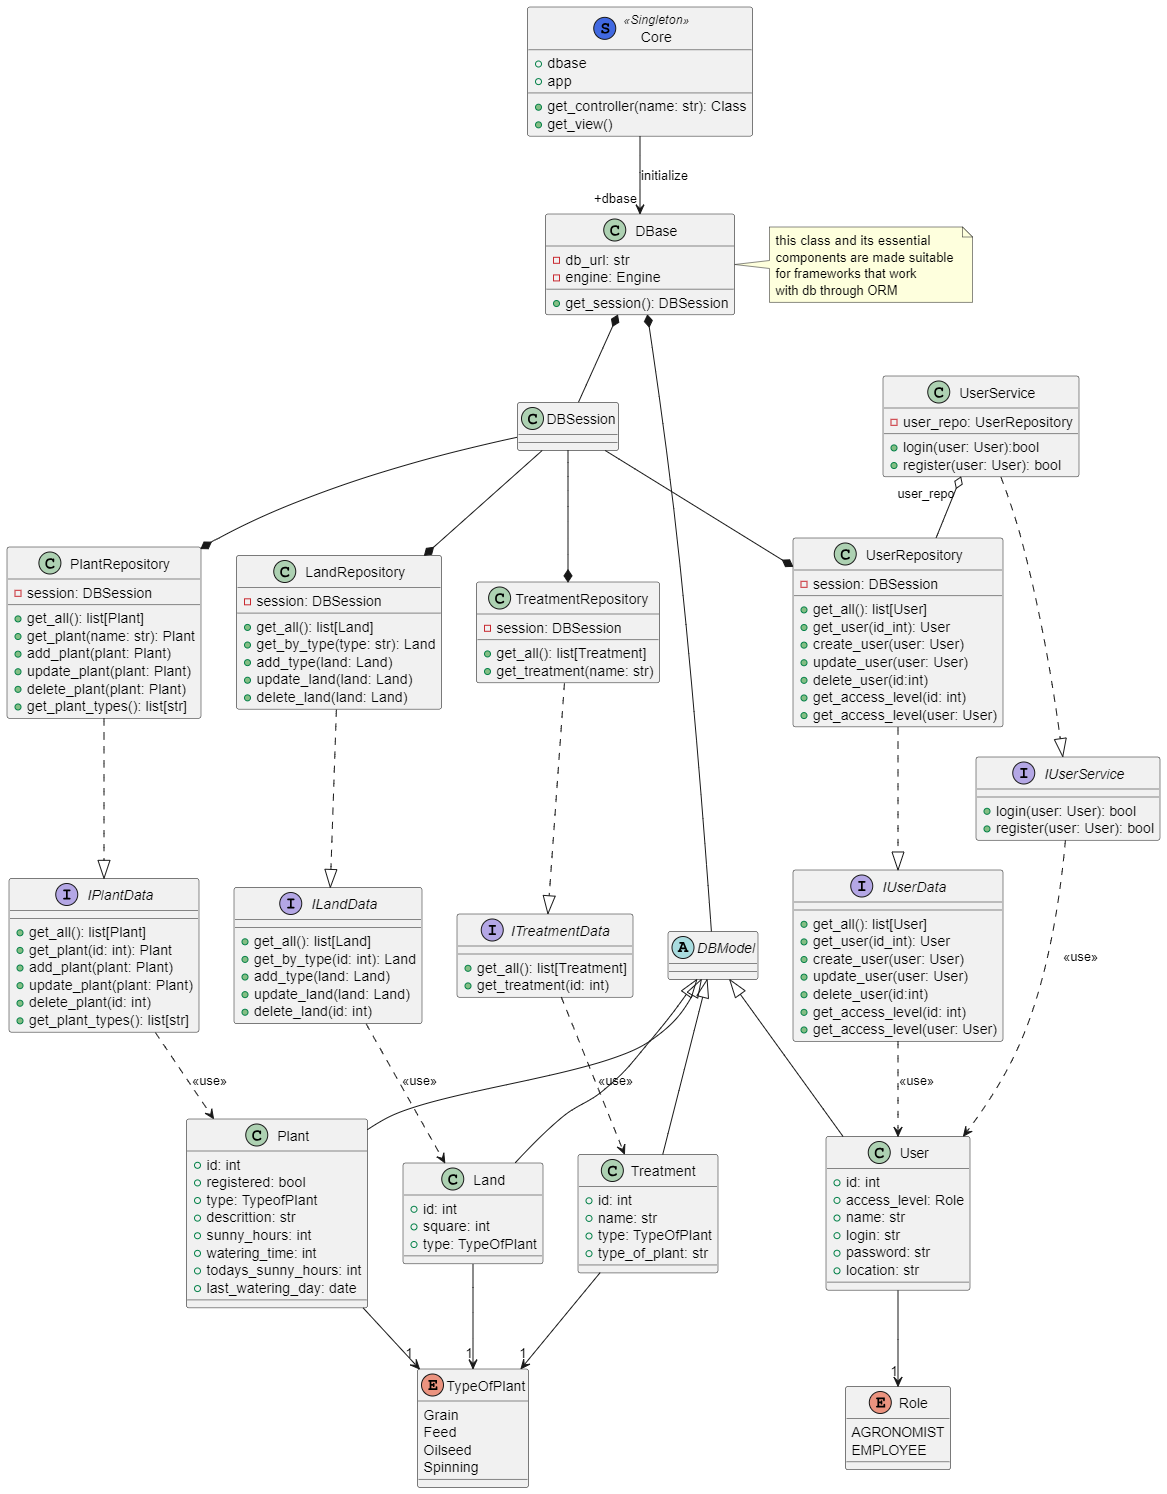 «Singleton»
S
Core
dbase
app
get_controller(name: str): Class
get_view()
initialize
+dbase
C DBase
db_url: str
engine: Engine
get_session(): DBSession
this class and its essential
components are made suitable
for frameworks that work
with db through ORM
C DBSession
C UserService
user_repo: UserRepository
login(user: User):bool
register(user: User): bool
user_repo
C PlantRepository
session: DBSession
get_all(): list[Plant]
get_plant(name: str): Plant
add_plant(plant: Plant)
update_plant(plant: Plant)
delete_plant(plant: Plant)
get_plant_types(): list[str]
C LandRepository
session: DBSession
get_all(): list[Land]
get_by_type(type: str): Land
add_type(land: Land)
update_land(land: Land)
delete_land(land: Land)
C TreatmentRepository
session: DBSession
get_all(): list[Treatment]
get_treatment(name: str)
C UserRepository
session: DBSession
get_all(): list[User]
get_user(id_int): User
create_user(user: User)
update_user(user: User)
delete_user(id:int)
get_access_level(id: int)
get_access_level(user: User)
I IUserService
login(user: User): bool
register(user: User): bool
I IPlantData
get_all(): list[Plant]
get_plant(id: int): Plant
add_plant(plant: Plant)
update_plant(plant: Plant)
delete_plant(id: int)
get_plant_types(): list[str]
I ILandData
get_all(): list[Land]
get_by_type(id: int): Land
add_type(land: Land)
update_land(land: Land)
delete_land(id: int)
I ITreatmentData
get_all(): list[Treatment]
get_treatment(id: int)
A DBModel
I IUserData
get_all(): list[User]
get_user(id_int): User
create_user(user: User)
update_user(user: User)
delete_user(id:int)
get_access_level(id: int)
get_access_level(user: User)
«use»
«use»
«use»
«use»
«use»
C Plant
id: int
registered: bool
type: TypeofPlant
descrittion: str
sunny_hours: int
watering_time: int
todays_sunny_hours: int
last_watering_day: date
C Land
id: int
square: int
type: TypeOfPlant
C Treatment
id: int
name: str
type: TypeOfPlant
type_of_plant: str
C User
id: int
access_level: Role
name: str
login: str
password: str
location: str
1
1
1
1
E TypeOfPlant
Grain
Feed
Oilseed
Spinning
E Role
AGRONOMIST
EMPLOYEE